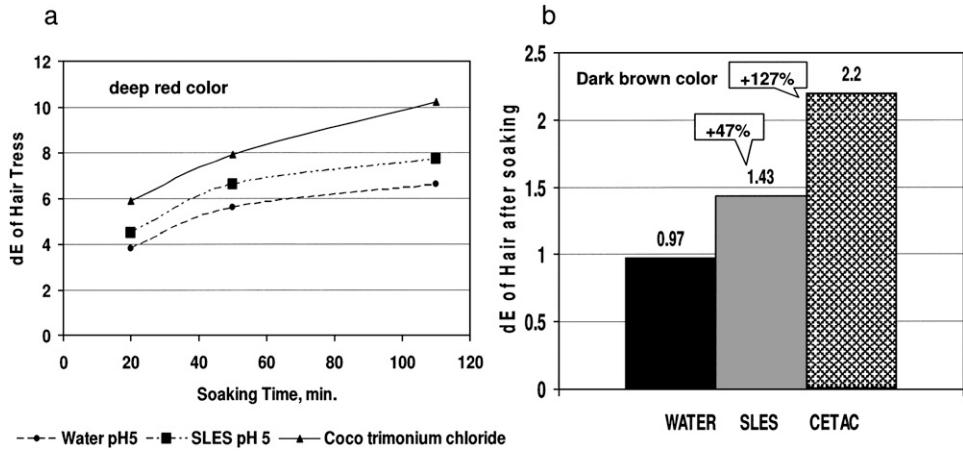 a
dE of Hair Tress
12
10
8
6
4
2
0
deep red color
0 20 40 60 80 100 120
Soaking Time, min.
Water pH5 SLES pH 5 Coco trimonium chloride
b
dE of Hair after soaking
2.5
2
1.5
1
0.5
0
Dark brown color
+127%
2.2
+47%
1.43
0.97
WATER SLES CETAC